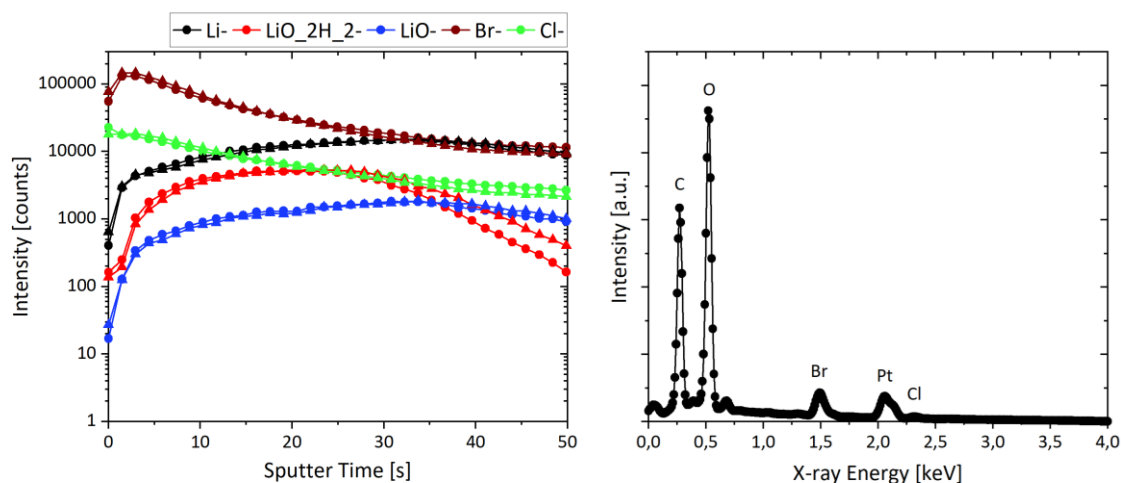 Li- LiO_2H_2- LiO- Br- Cl-
Intensity [counts]
100000
10000
1000
100
10
1
0 10 20 30 40 50
Sputter Time [s]
Intensity [a.u.]
C
O
Br
Pt
Cl
0,0 0,5 1,0 1,5 2,0 2,5 3,0 3,5 4,0
X-ray Energy [keV]